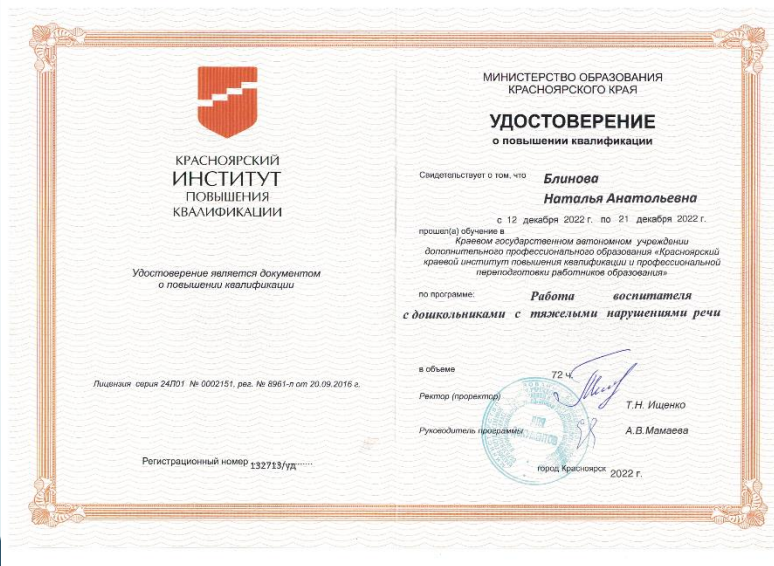 КРАСНОЯРСКИЙ
ИНСТИТУТ
ПОВЫШЕНИЯ
КВАЛИФИКАЦИИ
Удостоверение является документом
о повышении квалификации
Лицензия серия 24Л01 № 0002151, рег. № 8961-л от 20.09.2016 г.
Регистрационный номер 132713/уд
МИНИСТЕРСТВО ОБРАЗОВАНИЯ
КРАСНОЯРСКОГО КРАЯ
УДОСТОВЕРЕНИЕ
о повышении квалификации
Свидетельствует о том, что Блинова
Наталья Анатольевна
с 12 декабря 2022 г. по 21 декабря 2022 г.
прошел(а) обучение в
Краевом государственном автономном учреждении
дополнительного профессионального образования «Красноярский
краевой институт повышения квалификации и профессиональной
переподготовки работников образования»
по программе: Работа воспитателя
с дошкольниками с тяжелыми нарушениями речи
в объеме 72 ч.
Ректор (проректор) Т.Н. Ищенко
Руководитель программы А.В.Мамаева
город Красноярск 2022 г.